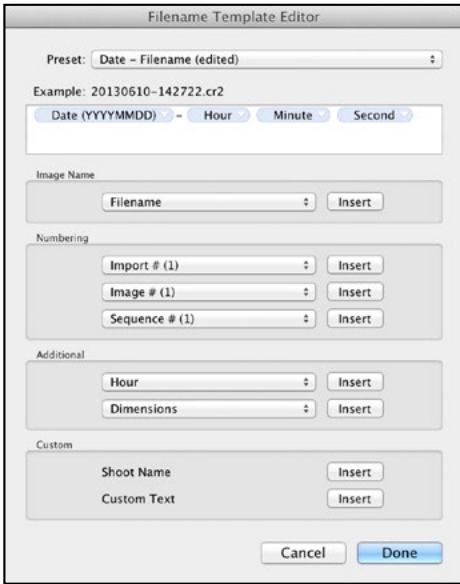 Filename Template Editor
Preset: Date – Filename (edited)
Example: 20130610-142722.cr2
Date (YYYYMMDD) – Hour Minute Second
Image Name
Filename Insert
Numbering
Import # (1) Insert
Image # (1) Insert
Sequence # (1) Insert
Additional
Hour Insert
Dimensions Insert
Custom
Shoot Name Insert
Custom Text Insert
Cancel Done